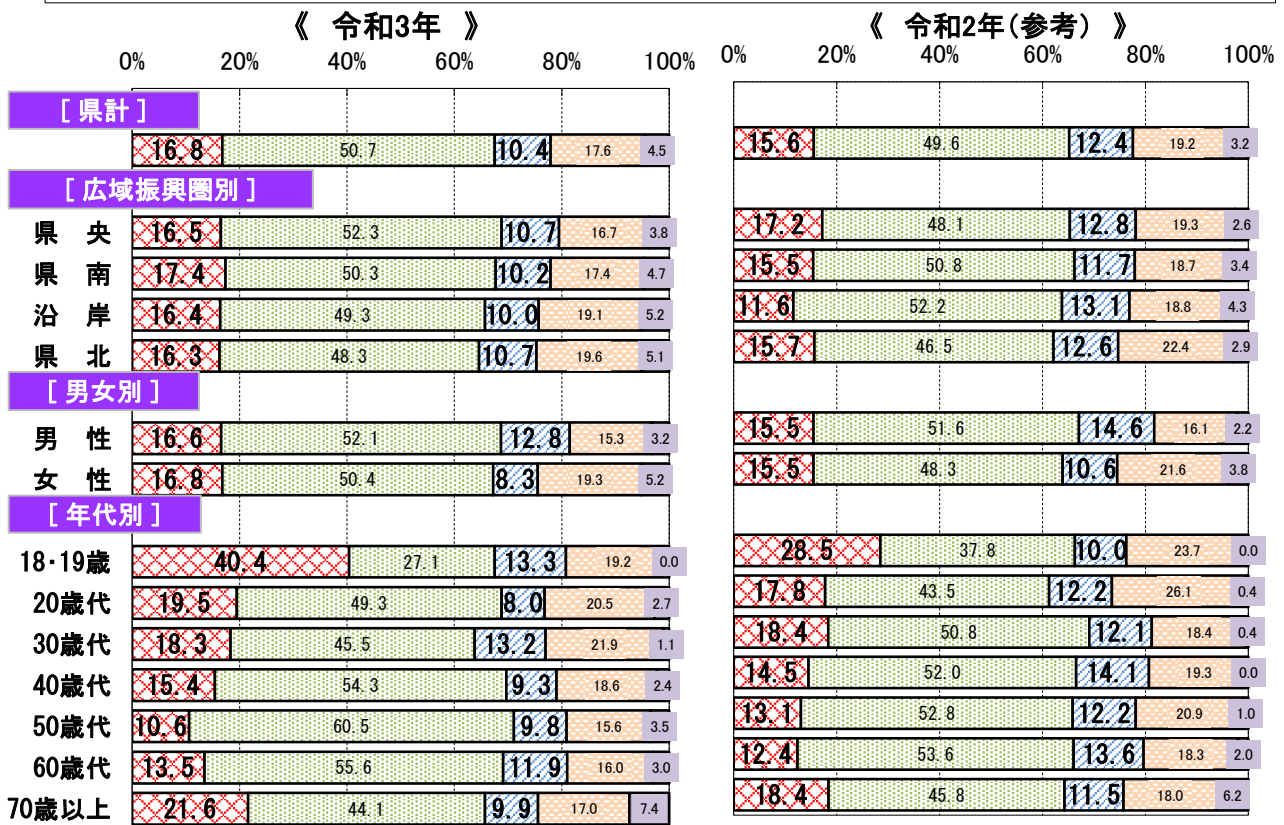 《 令和3年 》
0% 20% 40% 60% 80% 100%
[ 県計 ]
16.8 50.7 10.4 17.6 4.5
[ 広域振興圏別 ]
県 央 16.5 52.3 10.7 16.7 3.8
県 南 17.4 50.3 10.2 17.4 4.7
沿 岸 16.4 49.3 10.0 19.1 5.2
県 北 16.3 48.3 10.7 19.6 5.1
[ 男女別 ]
男 性 16.6 52.1 12.8 15.3 3.2
女 性 16.8 50.4 8.3 19.3 5.2
[ 年代別 ]
18・19歳 40.4 27.1 13.3 19.2 0.0
20歳代 19.5 49.3 8.0 20.5 2.7
30歳代 18.3 45.5 13.2 21.9 1.1
40歳代 15.4 54.3 9.3 18.6 2.4
50歳代 10.6 60.5 9.8 15.6 3.5
60歳代 13.5 55.6 11.9 16.0 3.0
70歳以上 21.6 44.1 9.9 17.0 7.4
《 令和2年(参考) 》
0% 20% 40% 60% 80% 100%
15.6 49.6 12.4 19.2 3.2
17.2 48.1 12.8 19.3 2.6
15.5 50.8 11.7 18.7 3.4
11.6 52.2 13.1 18.8 4.3
15.7 46.5 12.6 22.4 2.9
15.5 51.6 14.6 16.1 2.2
15.5 48.3 10.6 21.6 3.8
28.5 37.8 10.0 23.7 0.0
17.8 43.5 12.2 26.1 0.4
18.4 50.8 12.1 18.4 0.4
14.5 52.0 14.1 19.3 0.0
13.1 52.8 12.2 20.9 1.0
12.4 53.6 13.6 18.3 2.0
18.4 45.8 11.5 18.0 6.2